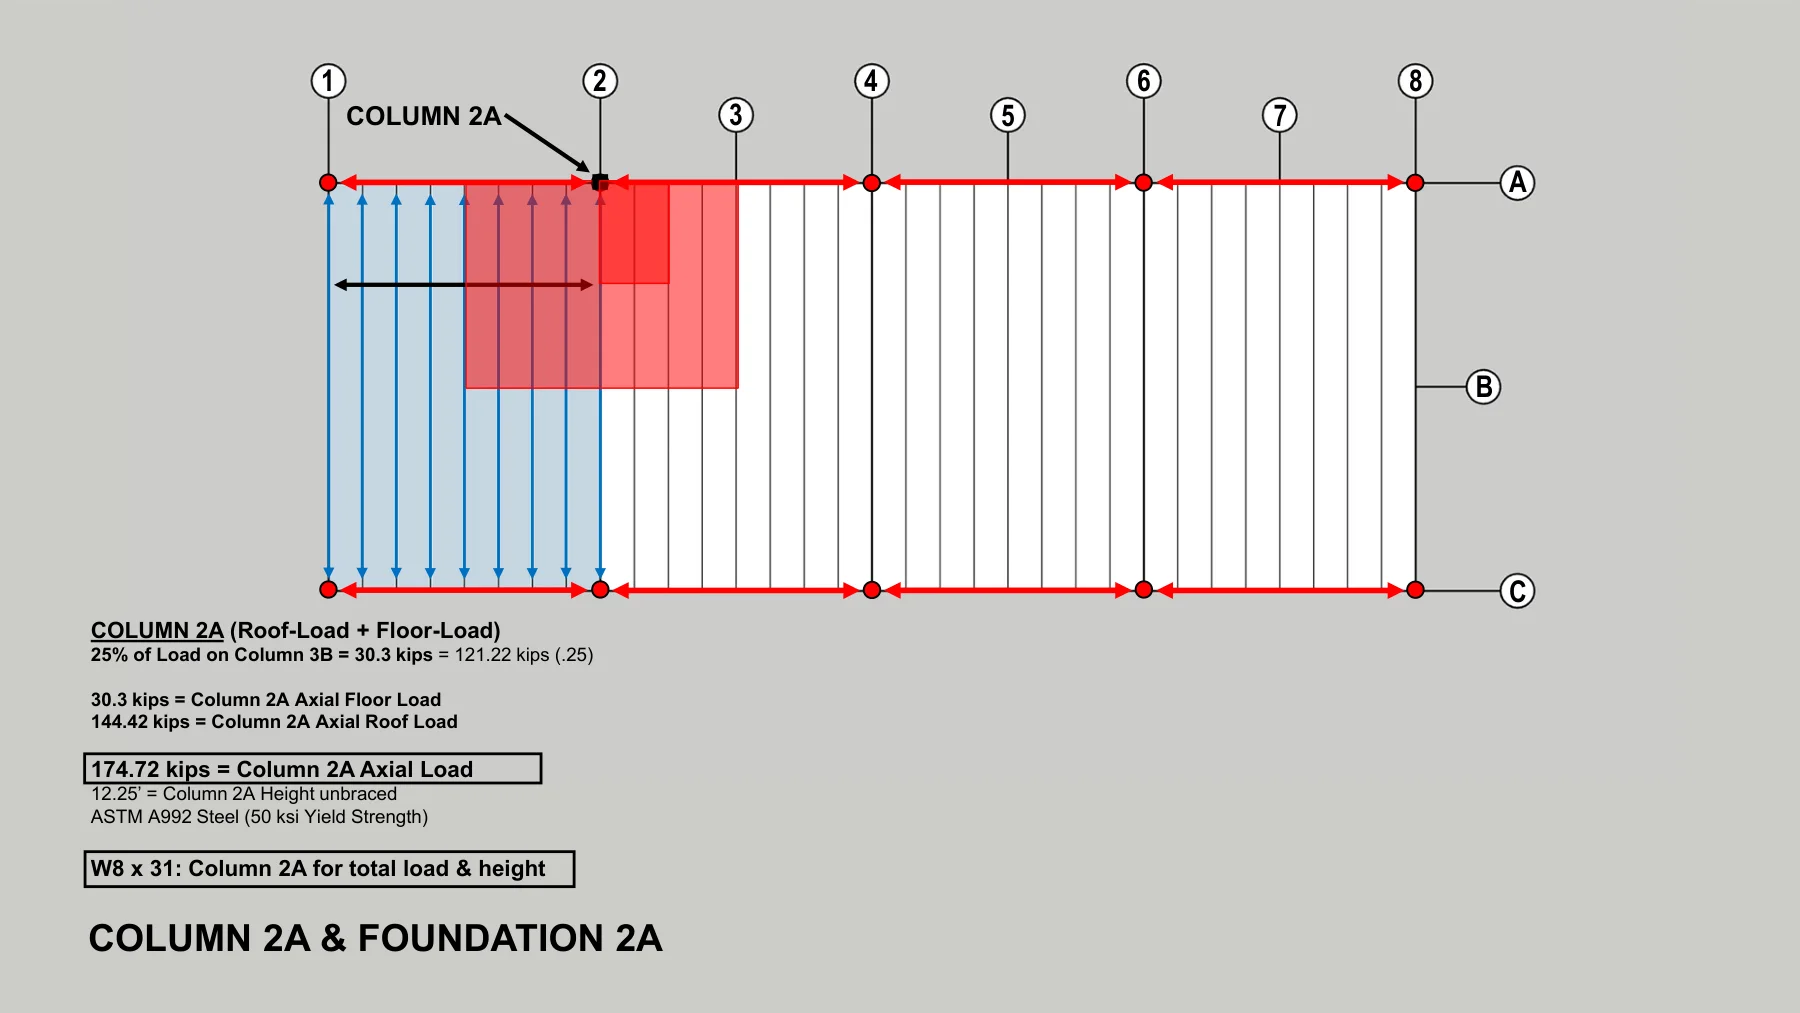 1
2
4
6
8
COLUMN 2A
3
5
7
A
B
C
COLUMN 2A (Roof-Load + Floor-Load)
25% of Load on Column 3B = 30.3 kips = 121.22 kips (.25)
30.3 kips = Column 2A Axial Floor Load
144.42 kips = Column 2A Axial Roof Load
174.72 kips = Column 2A Axial Load
12.25' = Column 2A Height unbraced
ASTM A992 Steel (50 ksi Yield Strength)
W8 x 31: Column 2A for total load & height
COLUMN 2A & FOUNDATION 2A